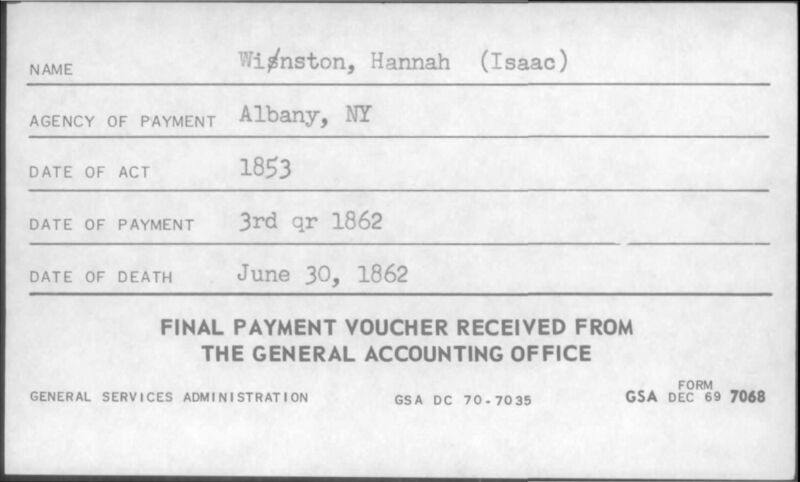 NAME Winston, Hannah (Isaac)
AGENCY OF PAYMENT Albany, NY
DATE OF ACT 1853
DATE OF PAYMENT 3rd qr 1862
DATE OF DEATH June 30, 1862
FINAL PAYMENT VOUCHER RECEIVED FROM
THE GENERAL ACCOUNTING OFFICE
GENERAL SERVICES ADMINISTRATION GSA DC 70-7035 GSA FORM DEC 69 7068